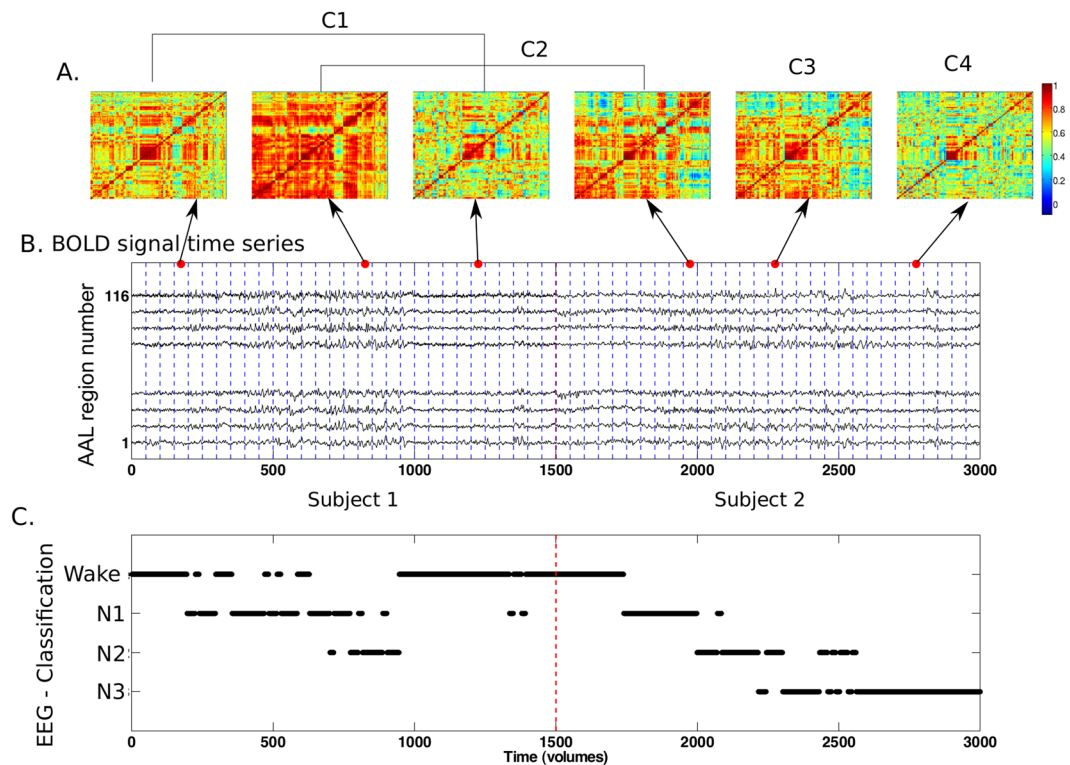 C1
C2
C3
C4
A.
1
0.8
0.6
0.4
0.2
0
B. BOLD signal time series
AAL region number
116
1
0 500 1000 1500 2000 2500 3000
Subject 1 Subject 2
C.
EEG - Classification
Wake
N1
N2
N3
0 500 1000 1500 2000 2500 3000
Time (volumes)